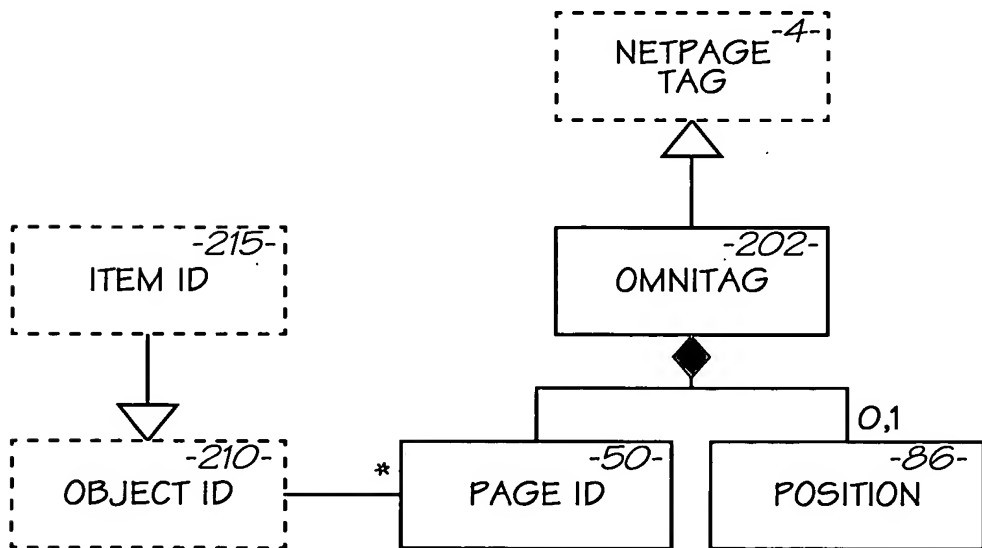 -4-
NETPAGE
TAG
-215-
ITEM ID
-202-
OMNITAG
0,1
-210-
OBJECT ID
*
-50-
PAGE ID
-86-
POSITION